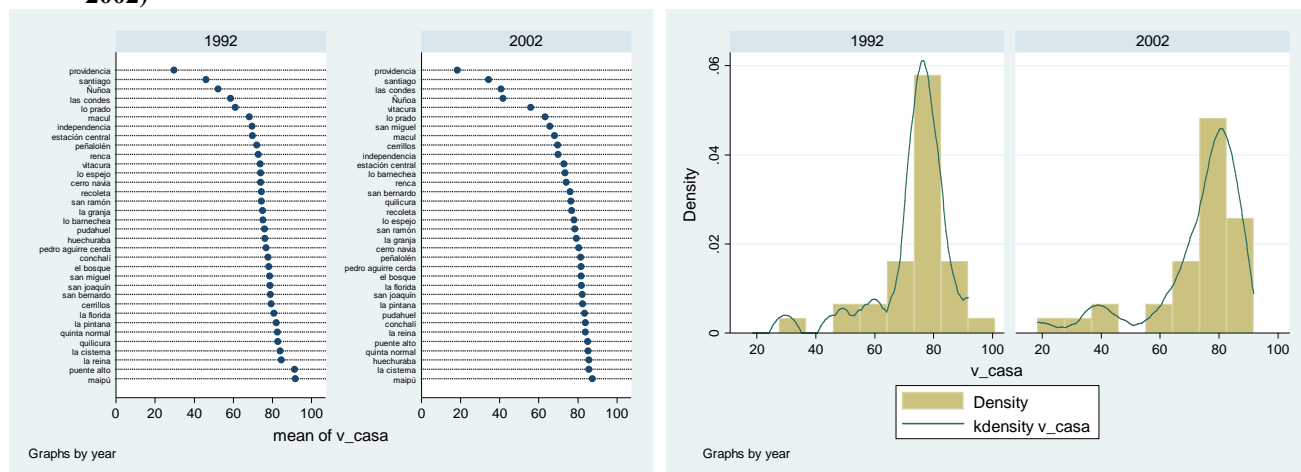 2002)
1992
2002
providencia
santiago
Ñuñoa
las condes
lo prado
macul
independencia
estación central
peñalolén
renca
vitacura
lo espejo
cerro navia
recoleta
san ramón
la granja
lo barnechea
pudahuel
huechuraba
pedro aguirre cerda
conchalí
el bosque
san miguel
san joaquín
san bernardo
cerrillos
la florida
la pintana
quinta normal
quilicura
la cisterna
la reina
puente alto
maipú
0 20 40 60 80 100
providencia
santiago
las condes
Ñuñoa
vitacura
lo prado
san miguel
macul
cerrillos
independencia
estación central
lo barnechea
renca
san bernardo
quilicura
recoleta
lo espejo
san ramón
la granja
cerro navia
peñalolén
pedro aguirre cerda
el bosque
la florida
san joaquín
la pintana
pudahuel
conchalí
la reina
puente alto
quinta normal
huechuraba
la cisterna
maipú
0 20 40 60 80 100
mean of v_casa
Graphs by year
1992
2002
Density
.06
.04
.02
0
20 40 60 80 100
20 40 60 80 100
v_casa
Density
kdensity v_casa
Graphs by year